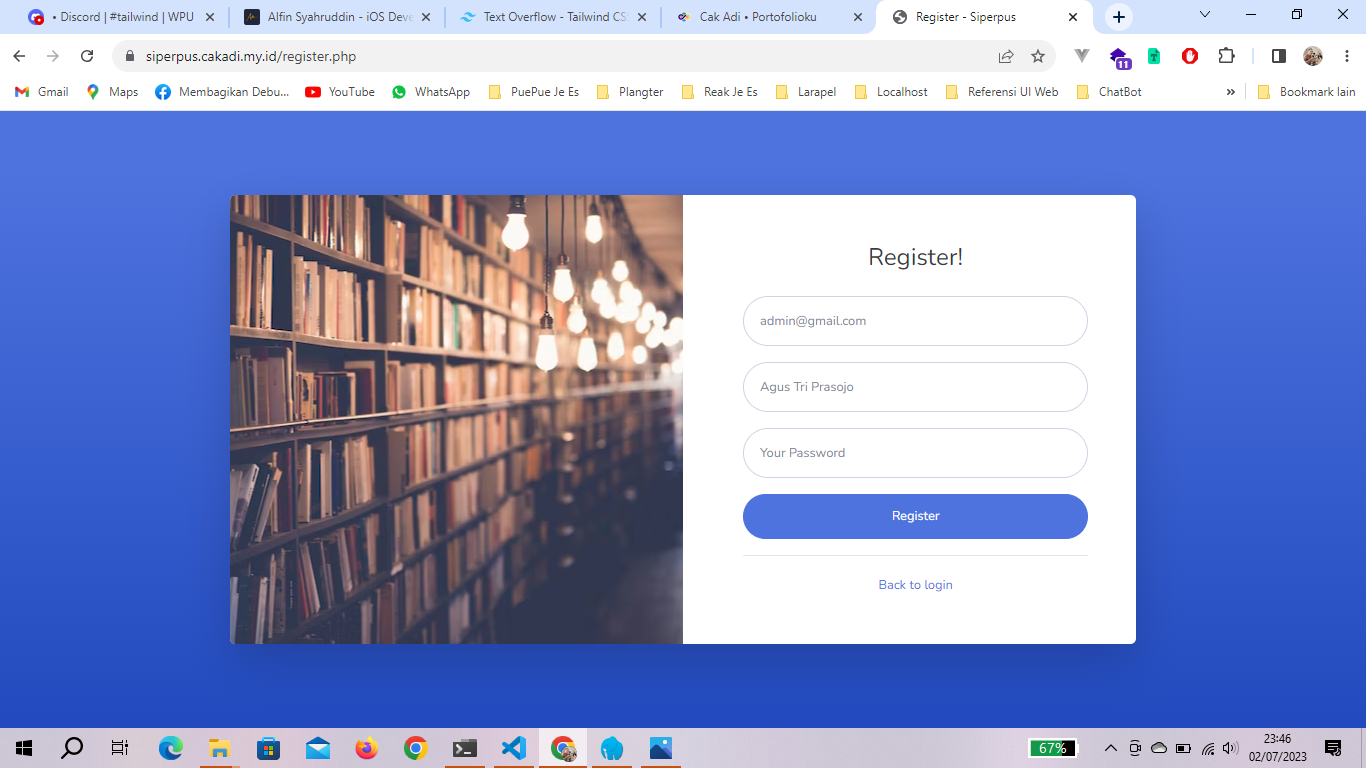 • Discord | #tailwind | WPU
Alfin Syahruddin - iOS Deve
Text Overflow - Tailwind CS
Cak Adi • Portofolioku
Register - Siperpus
siperpus.cakadi.my.id/register.php
11
Gmail
Maps
Membagikan Debu...
YouTube
WhatsApp
PuePue Je Es
Plangter
Reak Je Es
Larapel
Localhost
Referensi UI Web
ChatBot
»
Bookmark lain
Register!
admin@gmail.com
Agus Tri Prasojo
Your Password
Register
Back to login
67%
23:46
02/07/2023